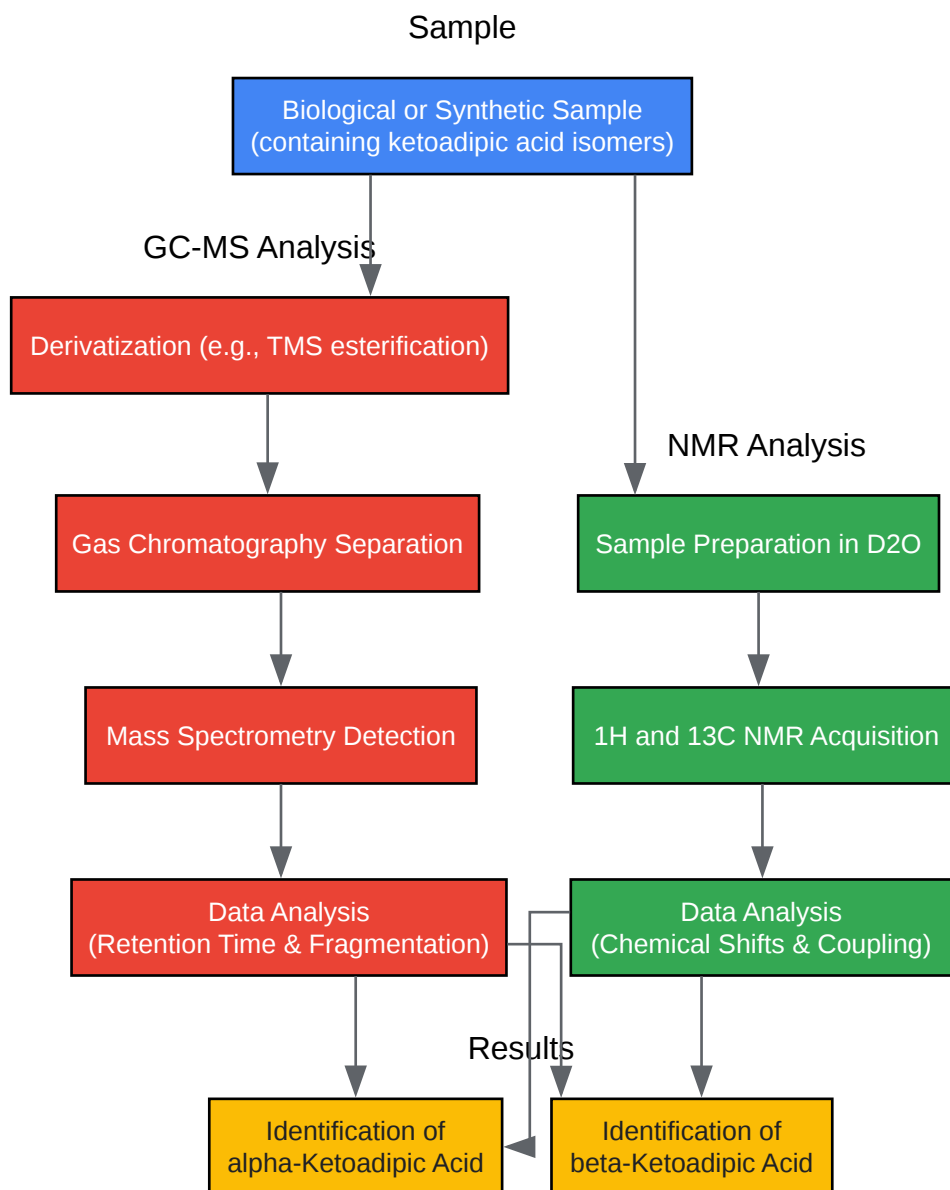 Sample
Biological or Synthetic Sample
(containing ketoadipic acid isomers)
GC-MS Analysis
Derivatization (e.g., TMS esterification)
NMR Analysis
Gas Chromatography Separation
Sample Preparation in D2O
Mass Spectrometry Detection
1H and 13C NMR Acquisition
Data Analysis
(Retention Time & Fragmentation)
Data Analysis
(Chemical Shifts & Coupling)
Results
Identification of
alpha-Ketoadipic Acid
Identification of
beta-Ketoadipic Acid